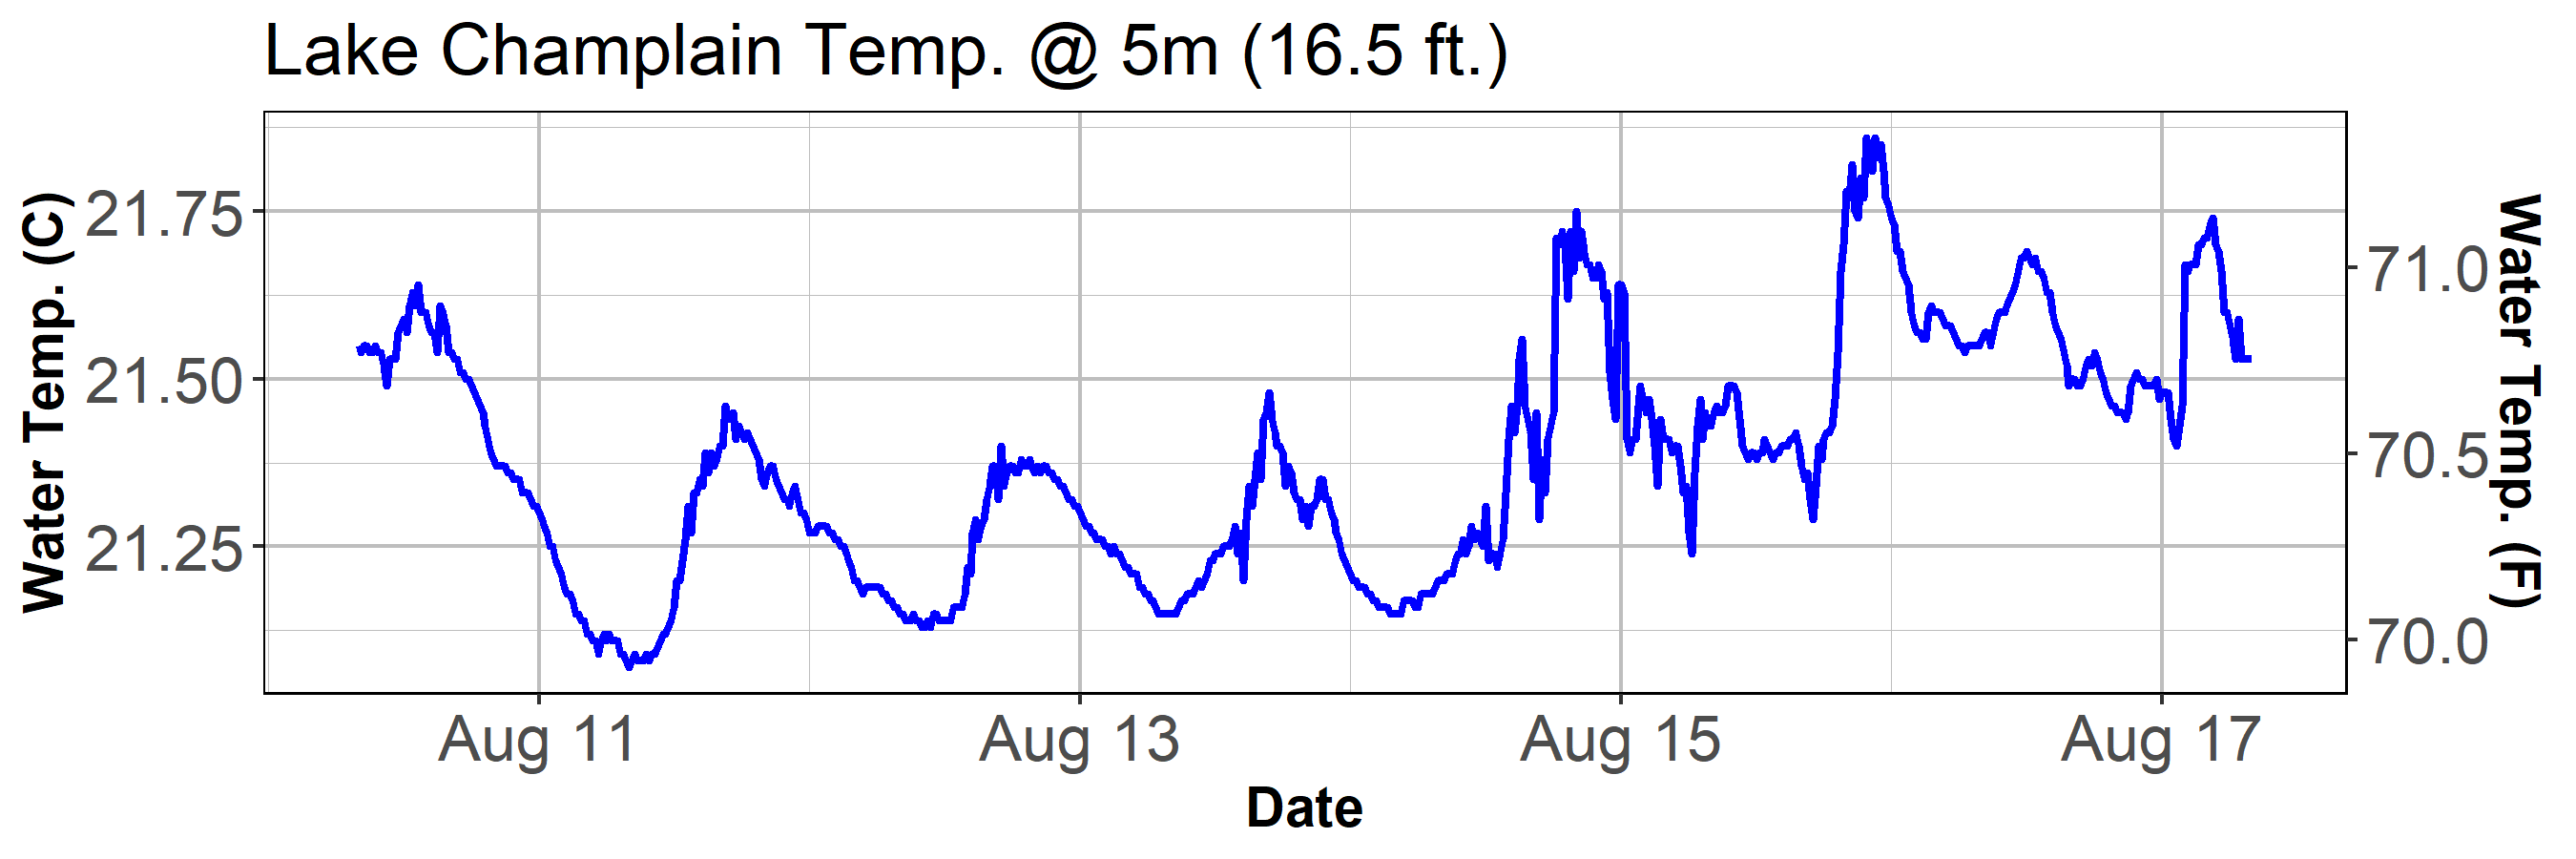 Lake Champlain Temp. @ 5m (16.5 ft.)
Water Temp. (C)
21.75
21.50
21.25
71.0
70.5
70.0
Water Temp. (F)
Aug 11 Aug 13 Aug 15 Aug 17
Date